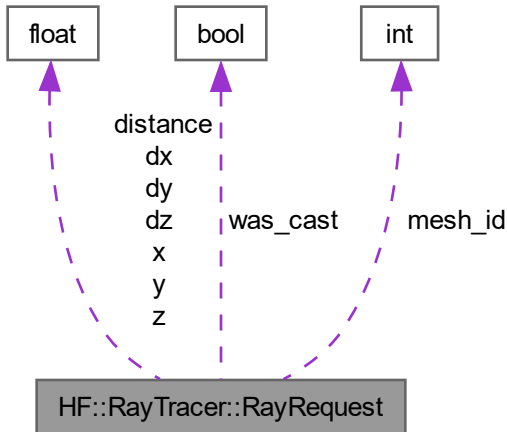 float
bool
int
distance
dx
dy
dz
x
y
z
was_cast
mesh_id
HF::RayTracer::RayRequest